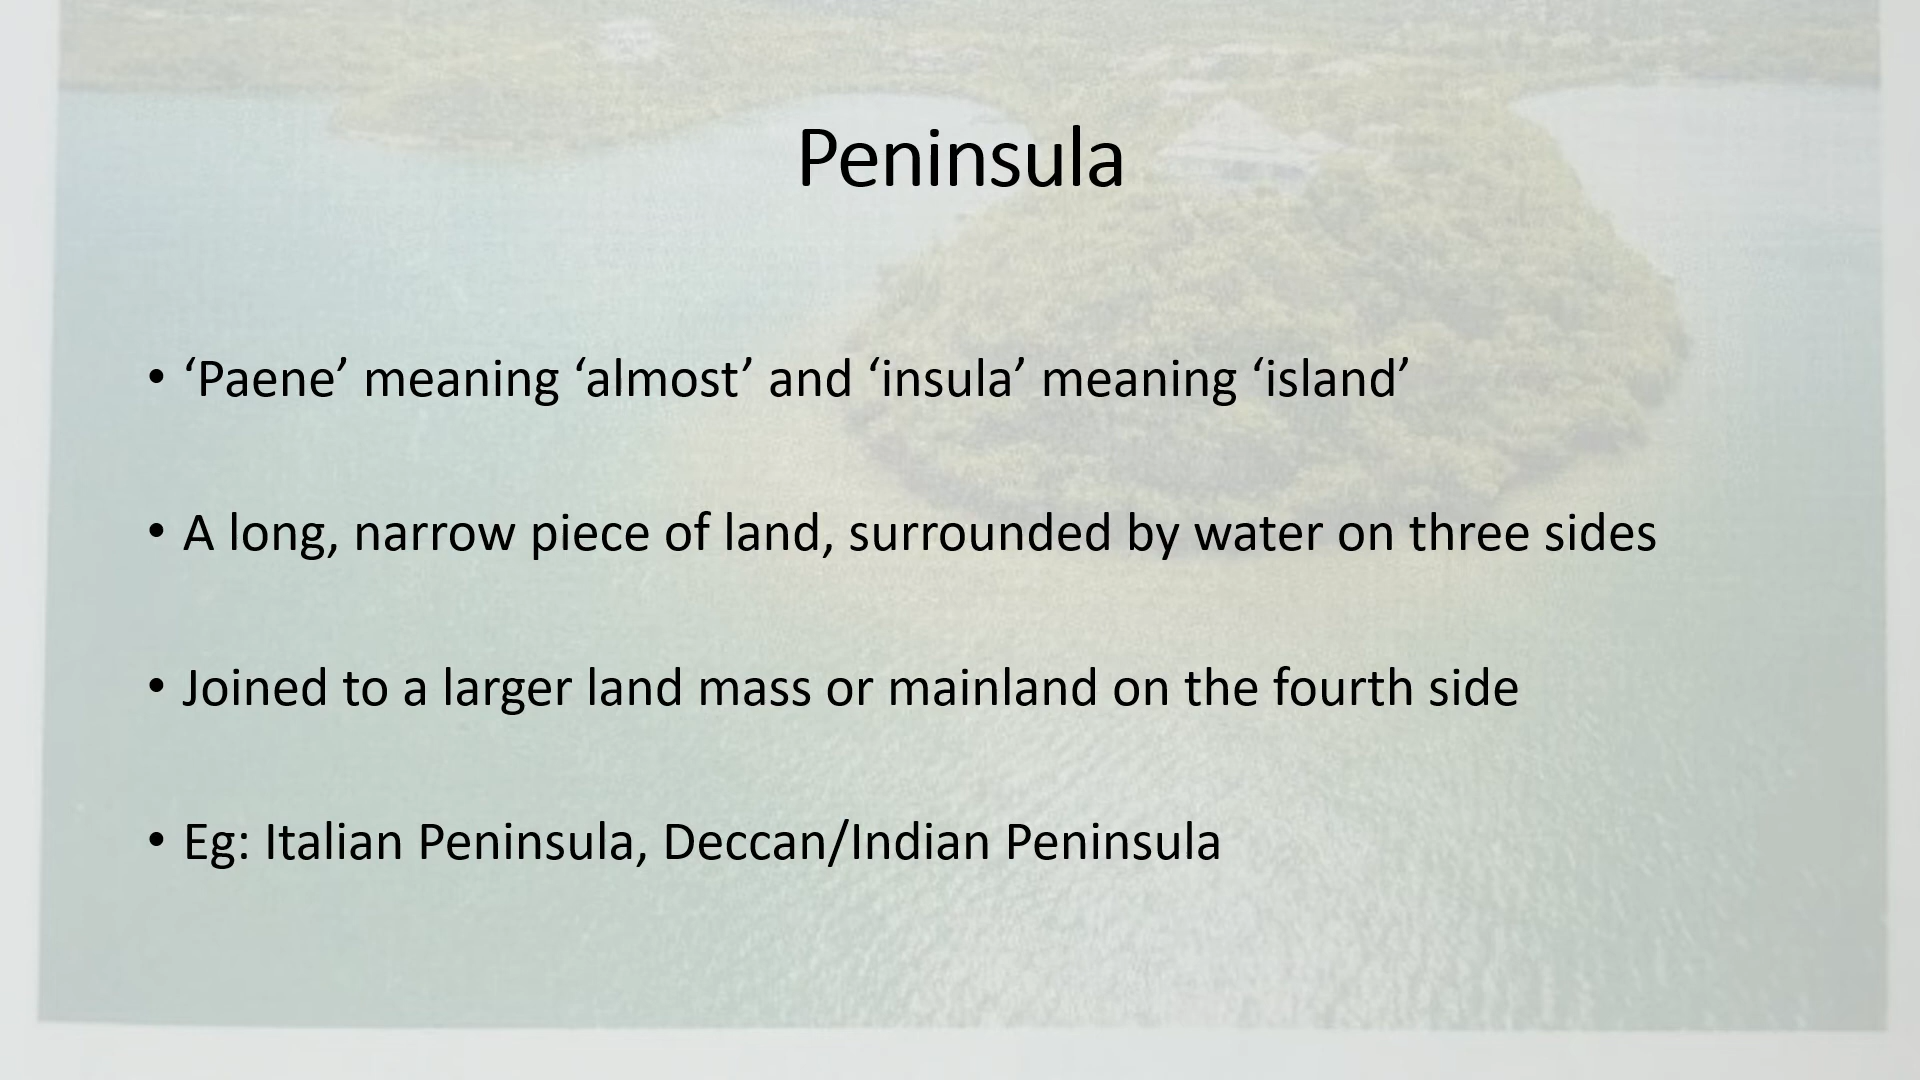 Peninsula
• ‘Paene’ meaning ‘almost’ and ‘insula’ meaning ‘island’
• A long, narrow piece of land, surrounded by water on three sides
• Joined to a larger land mass or mainland on the fourth side
• Eg: Italian Peninsula, Deccan/Indian Peninsula